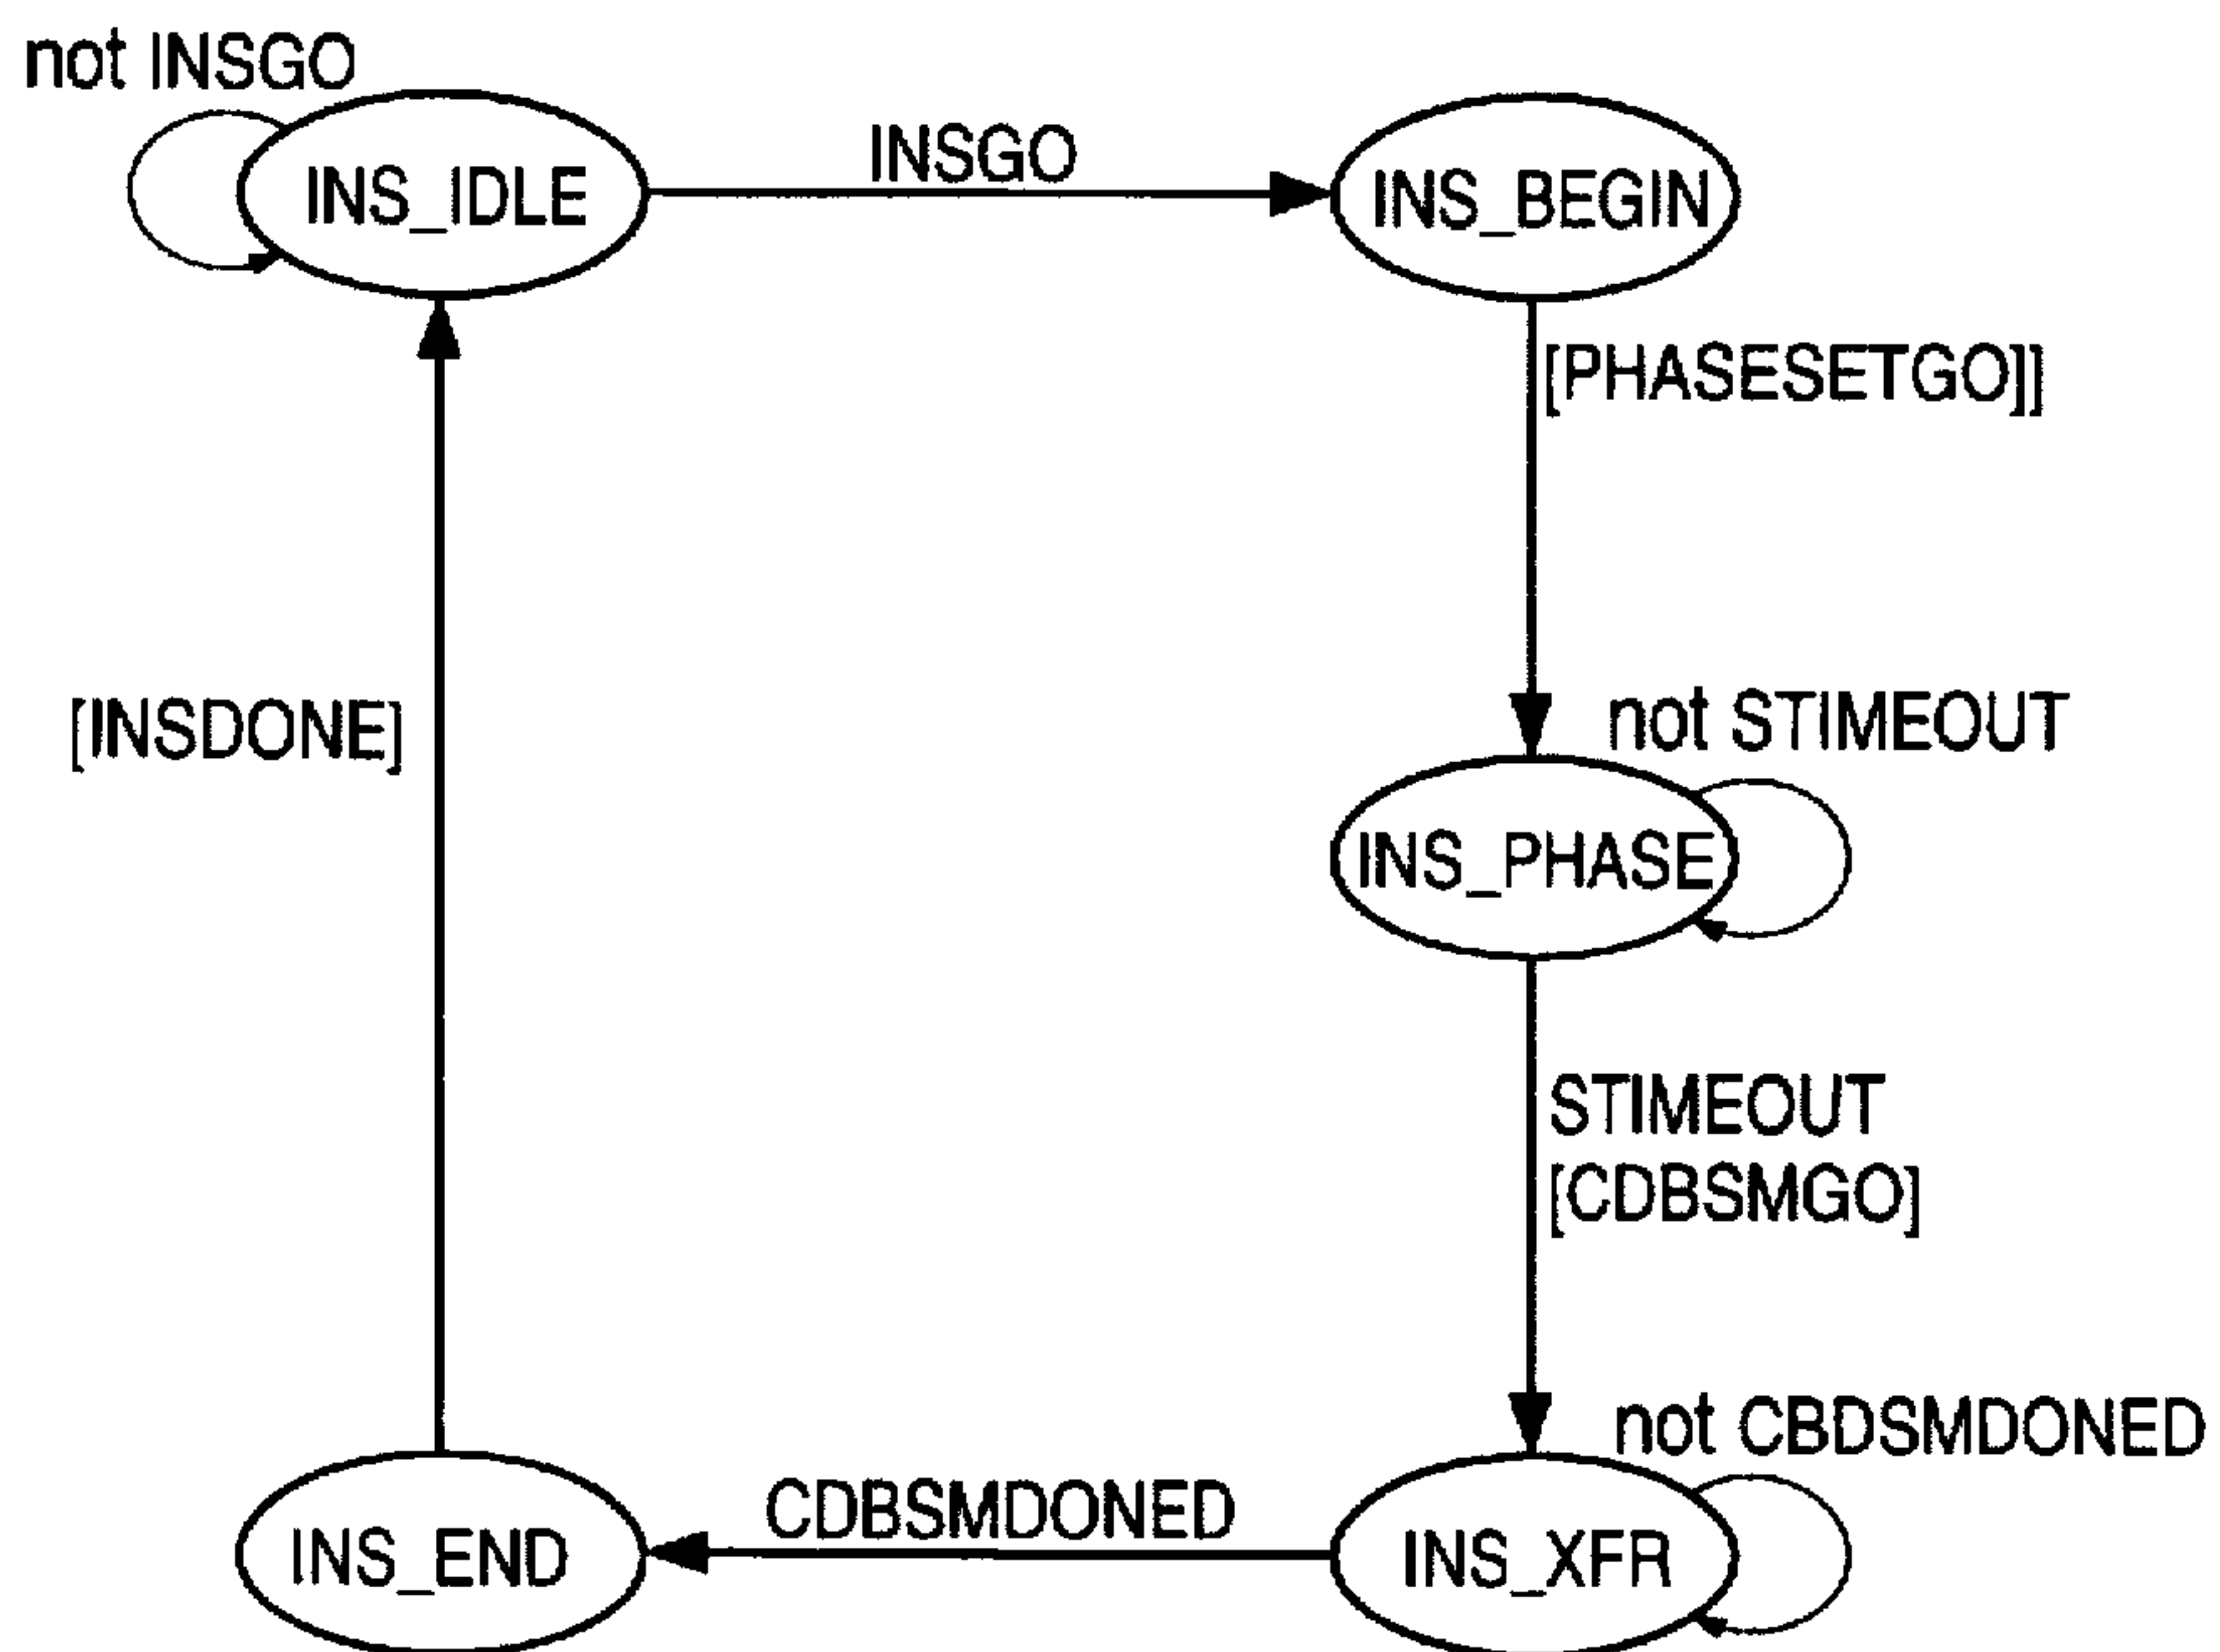 not INSGO
INS_IDLE
INSGO
INS_BEGIN
[PHASESETGO]]
[INSDONE]
not STIMEOUT
INS_PHASE
STIMEOUT
[CDBSMGO]
not CBDSMDONED
CDBSMDONED
INS_END
INS_XFR